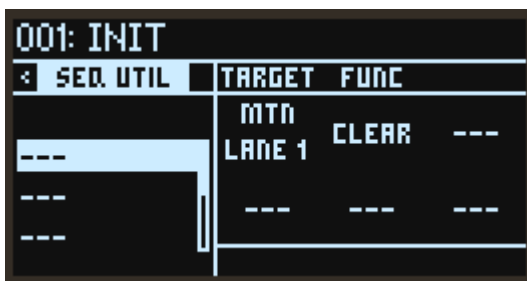 001: INIT
< SEQ. UTIL
TARGET FUNC
MTN
LANE 1
CLEAR
---
---
---
---
---
---
---